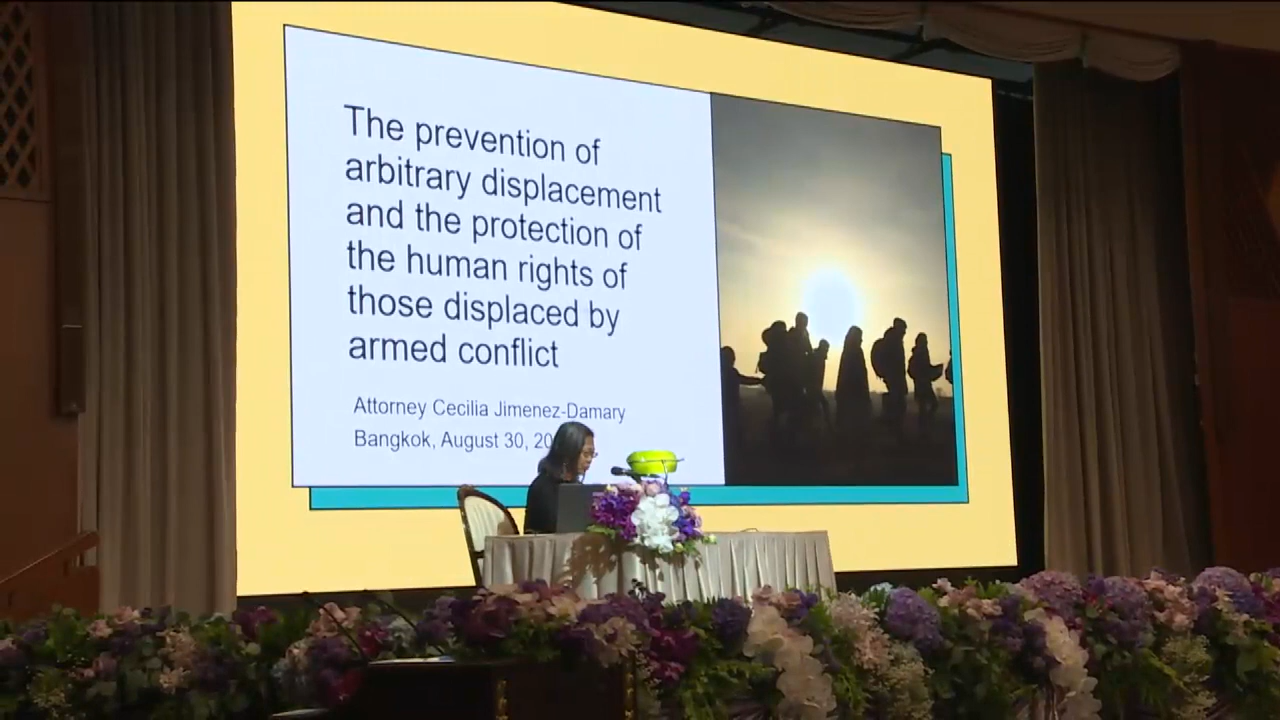 The prevention of
arbitrary displacement
and the protection of
the human rights of
those displaced by
armed conflict
Attorney Cecilia Jimenez-Damary
Bangkok, August 30,